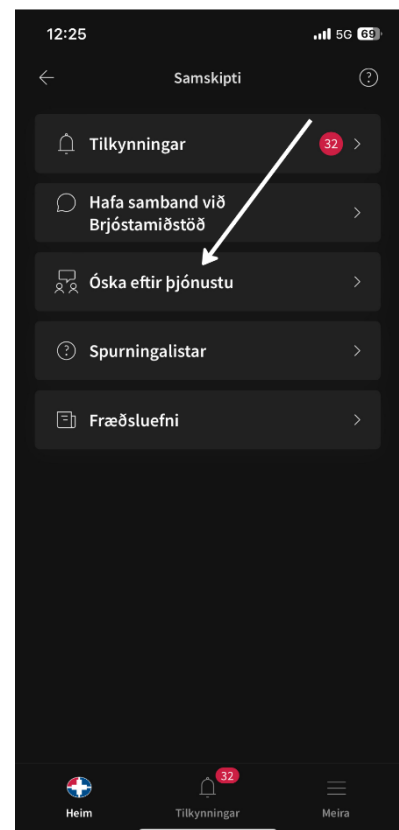 12:25
5G 69
Samskipti
?
Tilkynningar
32
Hafa samband við
Brjóstamiðstöð
Óska eftir þjónustu
? Spurningalistar
Fræðsluefni
32
Heim
Tilkynningar
Meira